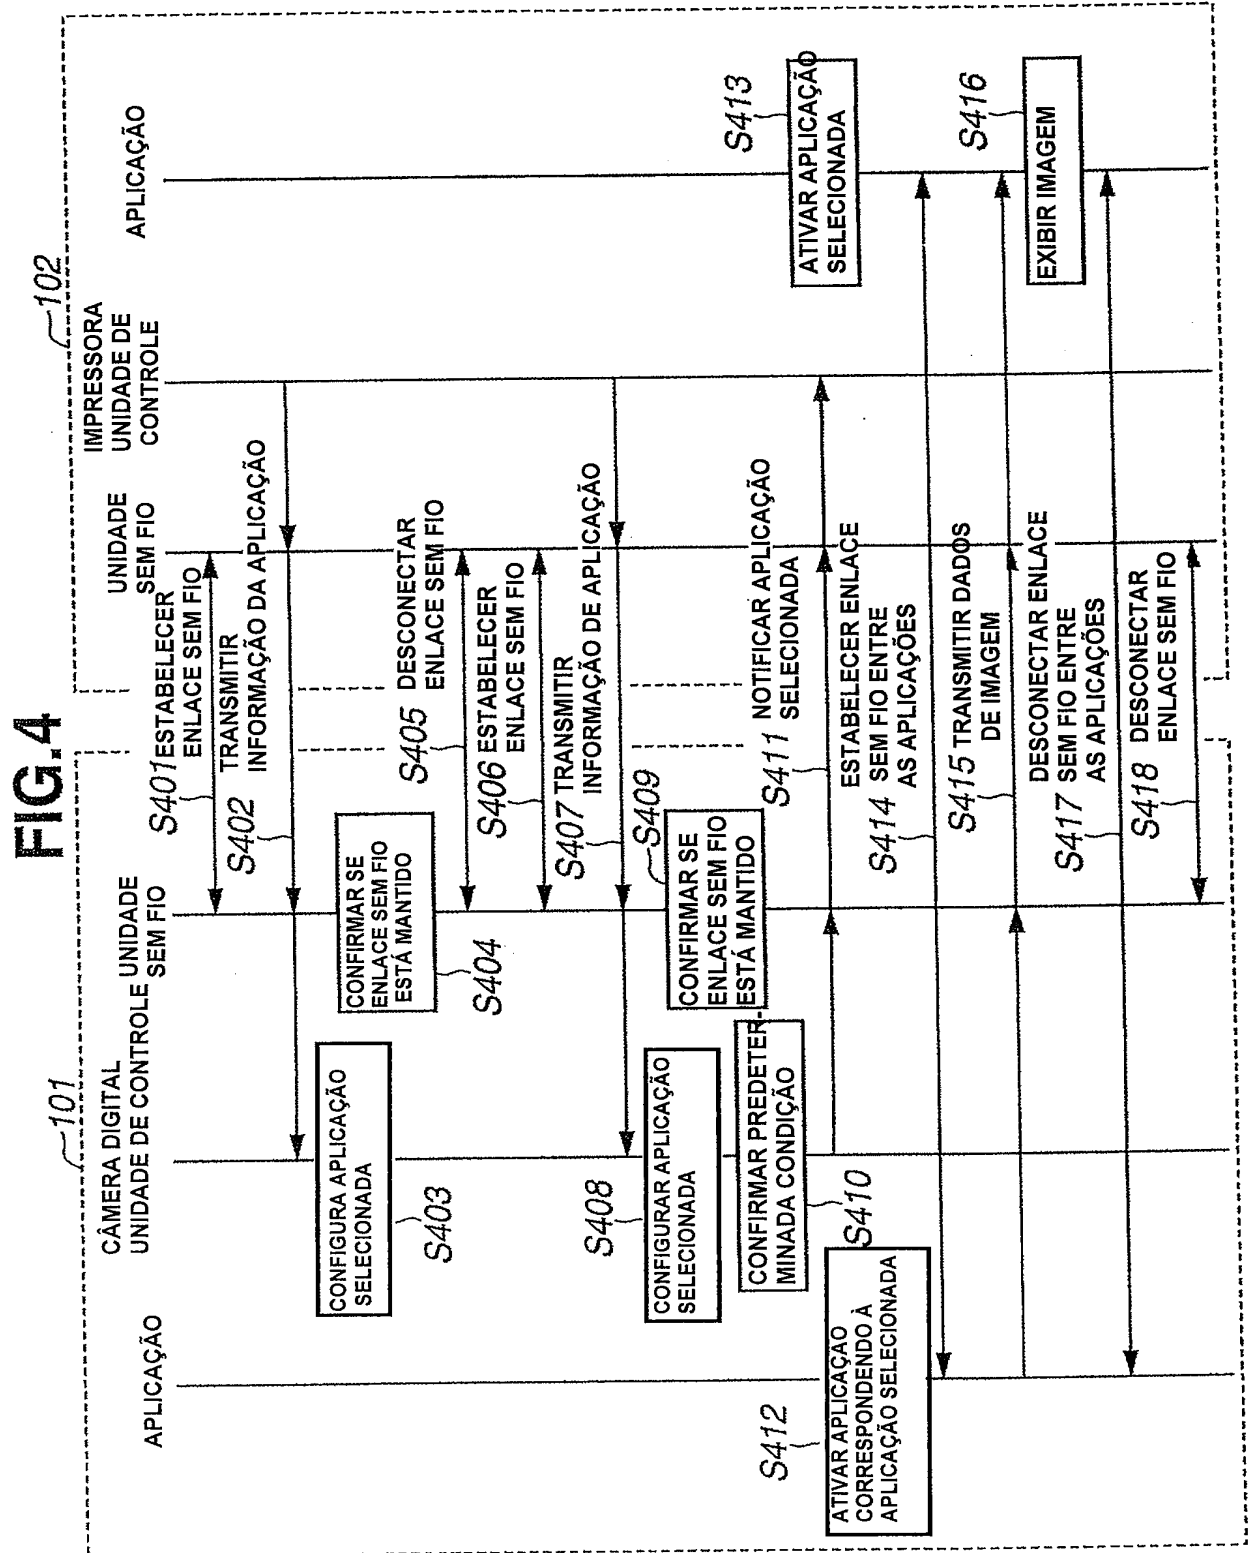 FIG.4
101
102
APLICAÇÃO
CÂMERA DIGITAL
UNIDADE DE CONTROLE
UNIDADE
SEM FIO
UNIDADE
SEM FIO
IMPRESSORA
UNIDADE DE
CONTROLE
APLICAÇÃO
S401
ESTABELECER
ENLACE SEM FIO
S402
TRANSMITIR
INFORMAÇÃO DA APLICAÇÃO
CONFIGURA APLICAÇÃO
SELECIONADA
S403
CONFIRMAR SE
ENLACE SEM FIO
ESTÁ MANTIDO
S404
S405
DESCONECTAR
ENLACE SEM FIO
S406
ESTABELECER
ENLACE SEM FIO
S407
TRANSMITIR
INFORMAÇÃO DE APLICAÇÃO
CONFIGURAR APLICAÇÃO
SELECIONADA
S408
S409
CONFIRMAR SE
ENLACE SEM FIO
ESTÁ MANTIDO
CONFIRMAR PREDETER-
MINADA CONDIÇÃO
S410
S411
NOTIFICAR APLICAÇÃO
SELECIONADA
S412
ATIVAR APLICAÇÃO
CORRESPONDENDO À
APLICAÇÃO SELECIONADA
S413
ATIVAR APLICAÇÃO
SELECIONADA
S414
ESTABELECER ENLACE
SEM FIO ENTRE
AS APLICAÇÕES
S415
TRANSMITIR DADOS
DE IMAGEM
S416
EXIBIR IMAGEM
S417
DESCONECTAR ENLACE
SEM FIO ENTRE
AS APLICAÇÕES
S418
DESCONECTAR
ENLACE SEM FIO